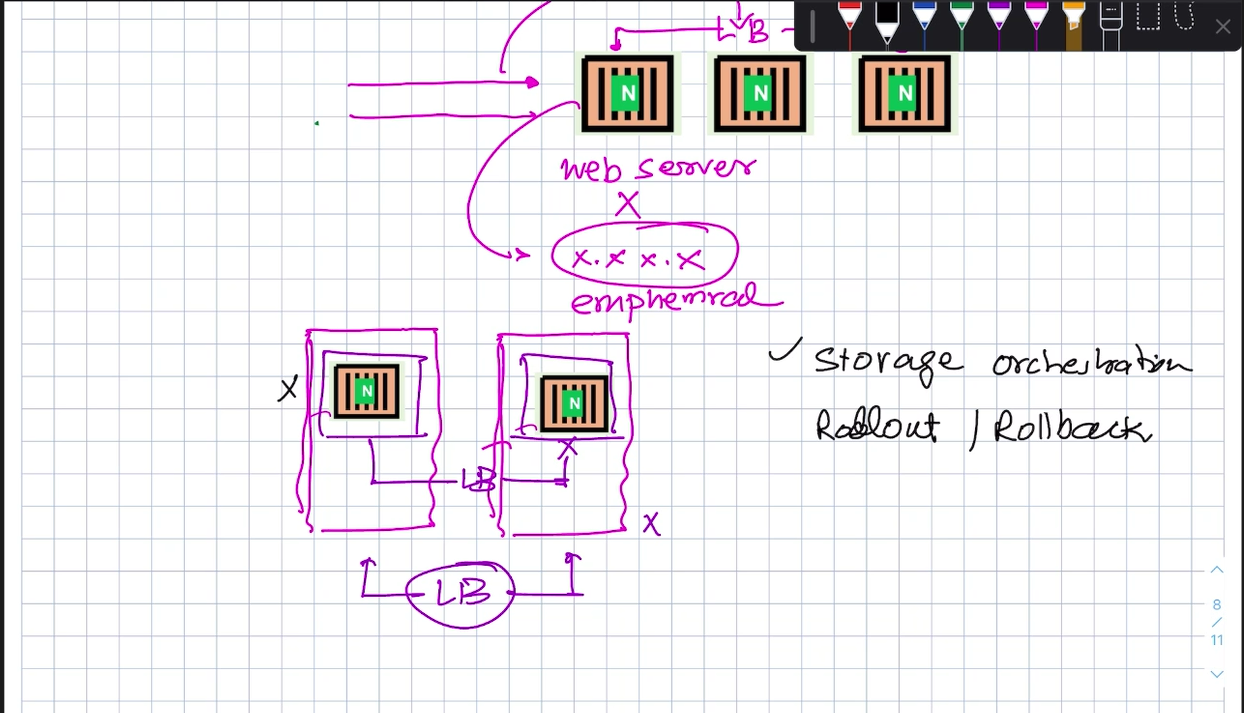 LB
N N N
web server
X
x.x x.x
emphemral
Storage orchestration
X N N
Rollout / Rollback
X
LB
X
LB
8
/
11